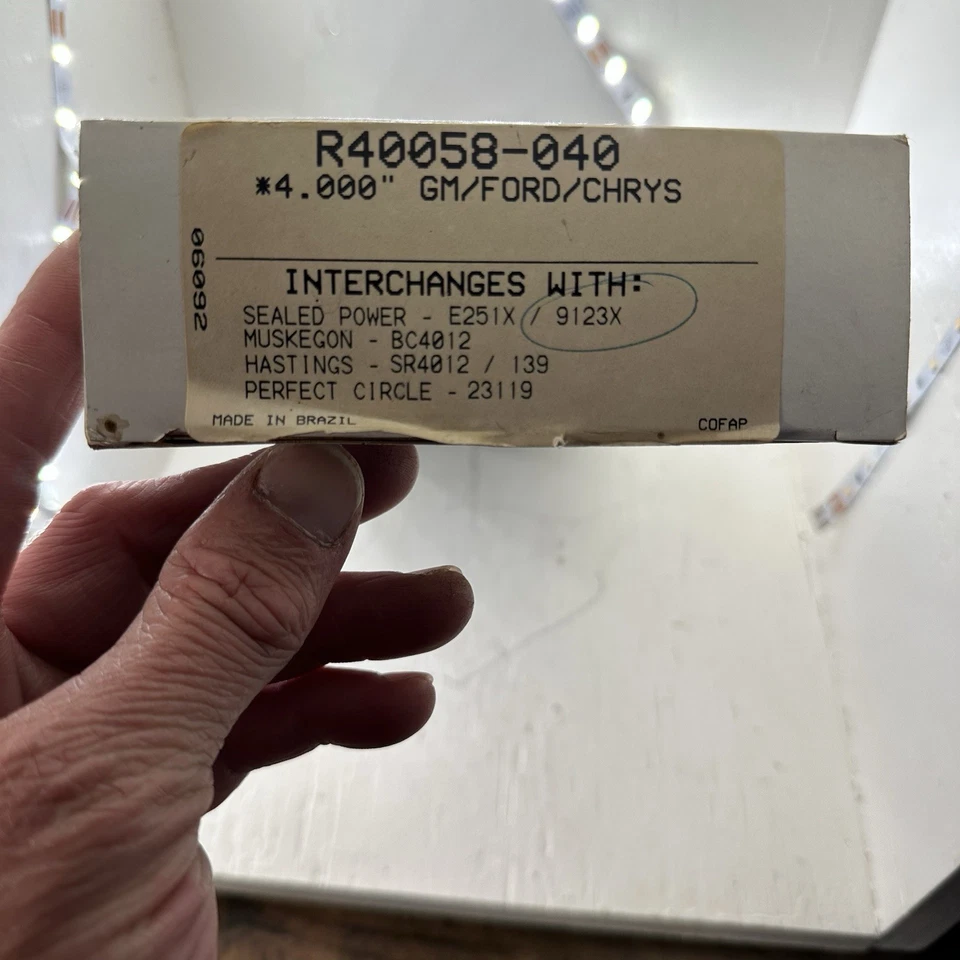 R40058-040
*4.000" GM/FORD/CHRYS
06092
INTERCHANGES WITH:
SEALED POWER - E251X / 9123X
MUSKEGON - BC4012
HASTINGS - SR4012 / 139
PERFECT CIRCLE - 23119
MADE IN BRAZIL
COFAP